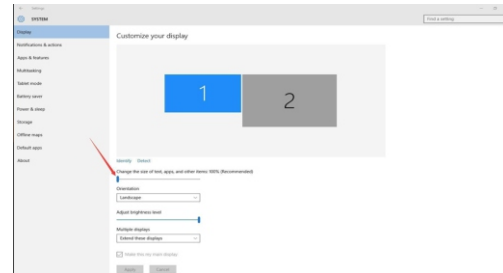 Settings
SYSTEM
Find a setting
Display
Notifications & actions
Apps & features
Multitasking
Tablet mode
Battery saver
Power & sleep
Storage
Offline maps
Default apps
About
Customize your display
1
2
Identify Detect
Change the size of text, apps, and other items: 100% (Recommended)
Orientation
Landscape
Adjust brightness level
Multiple displays
Extend these displays
Make this my main display
Apply Cancel